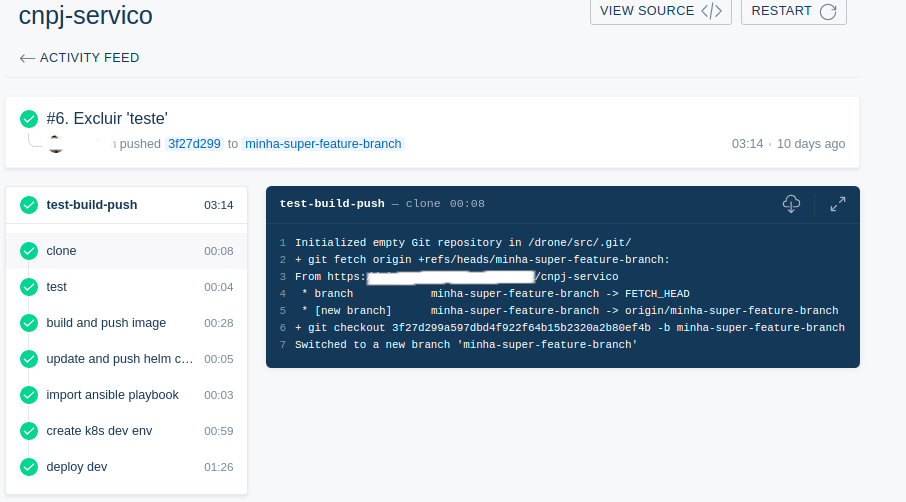 cnpj-servico
VIEW SOURCE </>
RESTART
ACTIVITY FEED
#6. Excluir 'teste'
pushed 3f27d299 to minha-super-feature-branch
03:14 · 10 days ago
test-build-push 03:14
clone 00:08
test 00:04
build and push image 00:28
update and push helm c... 00:05
import ansible playbook 00:03
create k8s dev env 00:59
deploy dev 01:26
test-build-push — clone 00:08
1 Initialized empty Git repository in /drone/src/.git/
2 + git fetch origin +refs/heads/minha-super-feature-branch:
3 From https: /cnpj-servico
4 * branch minha-super-feature-branch -> FETCH_HEAD
5 * [new branch] minha-super-feature-branch -> origin/minha-super-feature-branch
6 + git checkout 3f27d299a597dbd4f922f64b15b2320a2b80ef4b -b minha-super-feature-branch
7 Switched to a new branch 'minha-super-feature-branch'